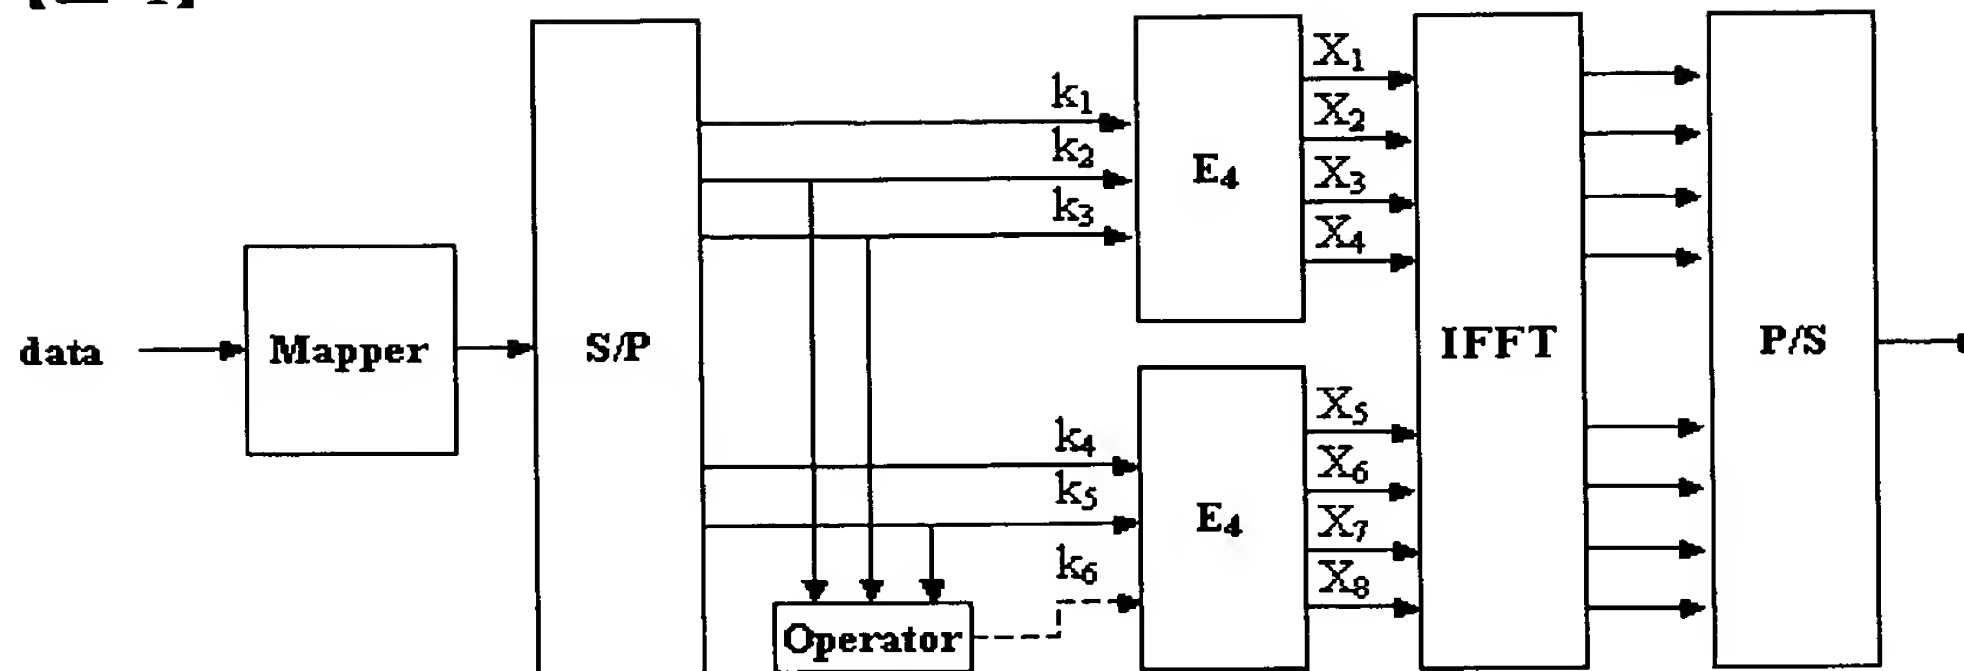 data
Mapper
S/P
k₁
k₂
k₃
k₄
k₅
k₆
Operator
E₄
E₄
X₁
X₂
X₃
X₄
X₅
X₆
X₇
X₈
IFFT
P/S